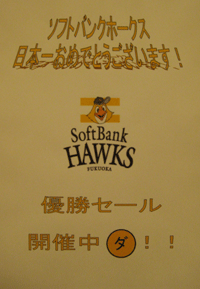 ソフトバンクホークス
日本一おめでとうございます！
SoftBank
HAWKS
FUKUOKA
優勝セール
開催中ダ！！